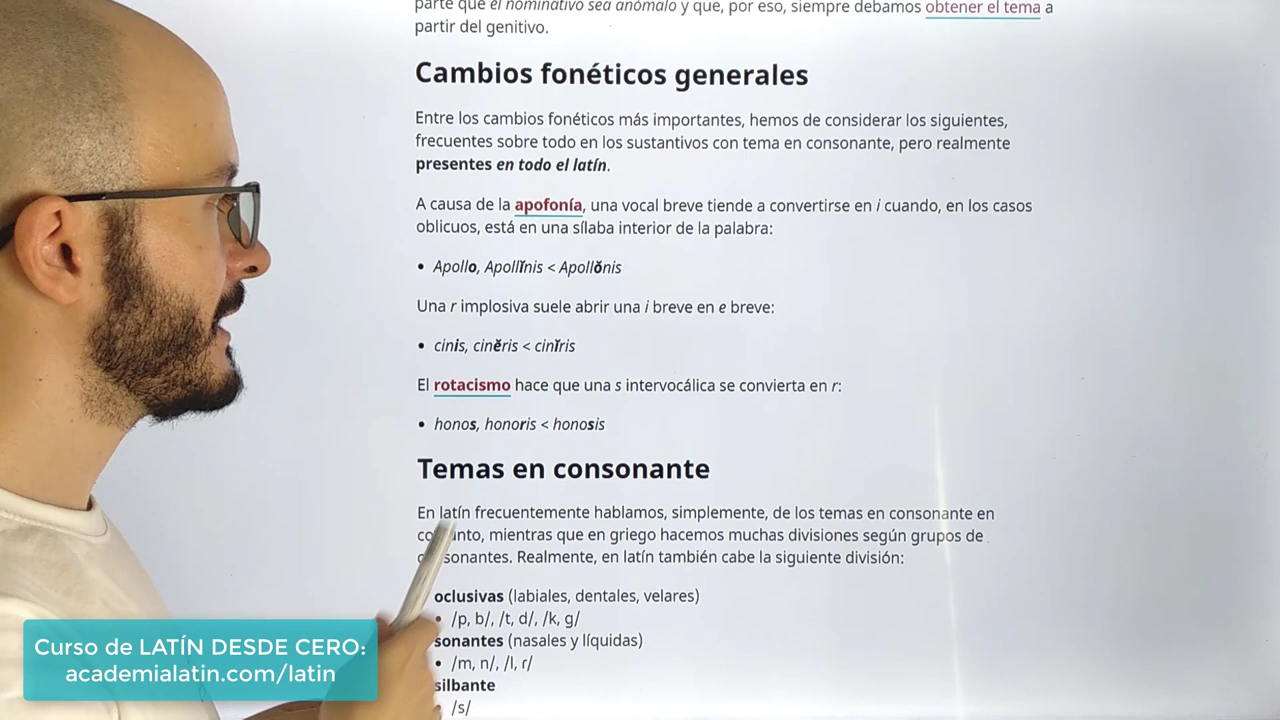 parte que el nominativo sea anómalo y que, por eso, siempre debamos obtener el tema a
partir del genitivo.
Cambios fonéticos generales
Entre los cambios fonéticos más importantes, hemos de considerar los siguientes,
frecuentes sobre todo en los sustantivos con tema en consonante, pero realmente
presentes en todo el latín.
A causa de la apofonía, una vocal breve tiende a convertirse en i cuando, en los casos
oblicuos, está en una sílaba interior de la palabra:
• Apollo, Apollĭnis < Apollŏnis
Una r implosiva suele abrir una i breve en e breve:
• cinis, cinĕris < cinĭris
El rotacismo hace que una s intervocálica se convierta en r:
• honos, honoris < honosis
Temas en consonante
En latín frecuentemente hablamos, simplemente, de los temas en consonante en
mientras que en griego hacemos muchas divisiones según grupos de
Realmente, en latín también cabe la siguiente división:
oclusivas (labiales, dentales, velares)
• /p, b/, /t, d/, /k, g/
sonantes (nasales y líquidas)
• /m, n/, /l, r/
silbante
/s/
Curso de LATÍN DESDE CERO:
academialatin.com/latin